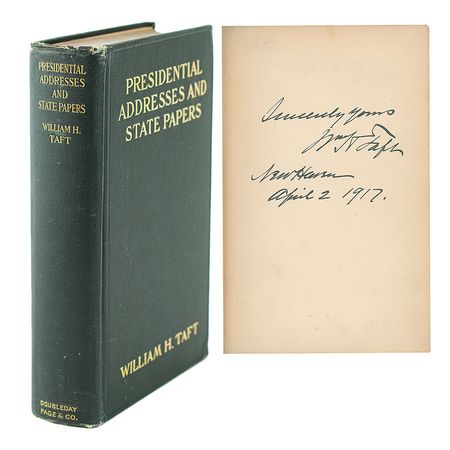 PRESIDENTIAL
ADDRESSES
AND
STATE PAPERS
WILLIAM H.
TAFT
DOUBLEDAY
PAGE & CO.
PRESIDENTIAL
ADDRESSES AND
STATE PAPERS
WILLIAM H. TAFT
Sincerely yours
Wm H Taft
New Haven
April 2 1917.